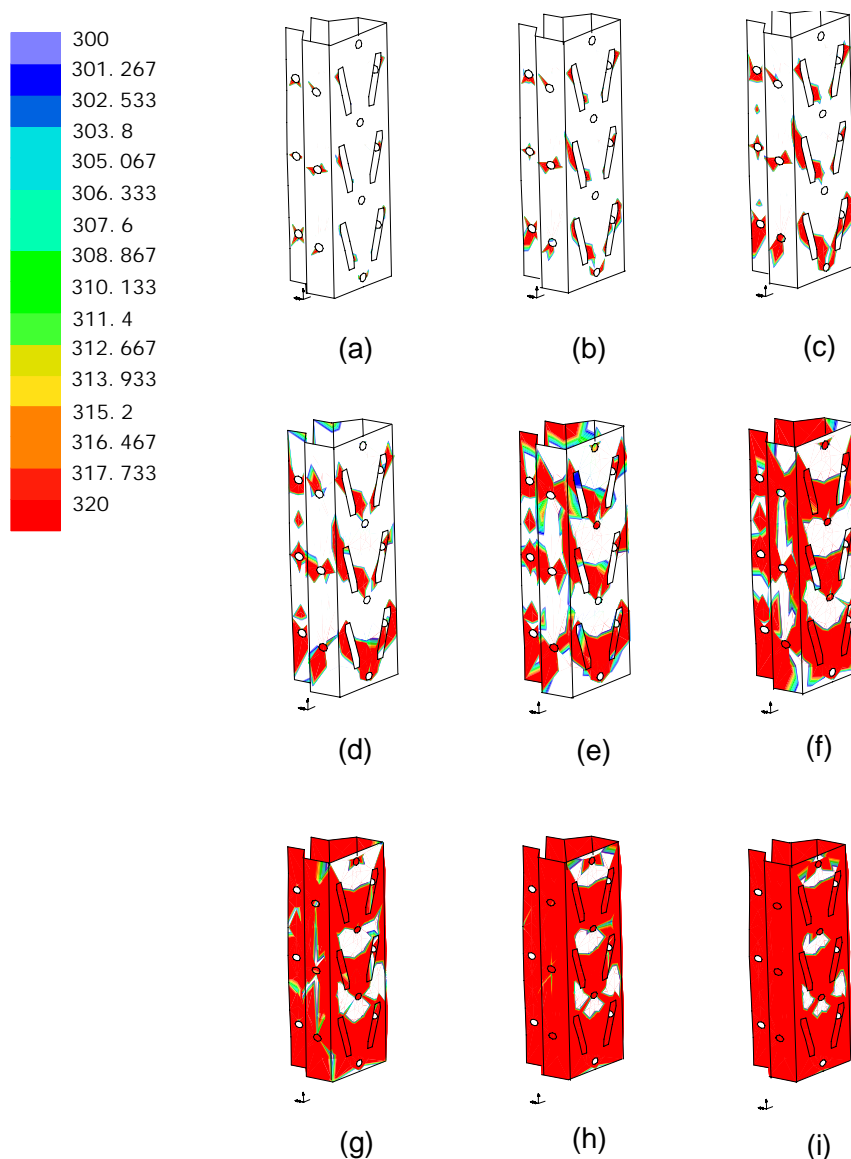 300
301. 267
302. 533
303. 8
305. 067
306. 333
307. 6
308. 867
310. 133
311. 4
312. 667
313. 933
315. 2
316. 467
317. 733
320
(a)
(b)
(c)
(d)
(e)
(f)
(g)
(h)
(i)